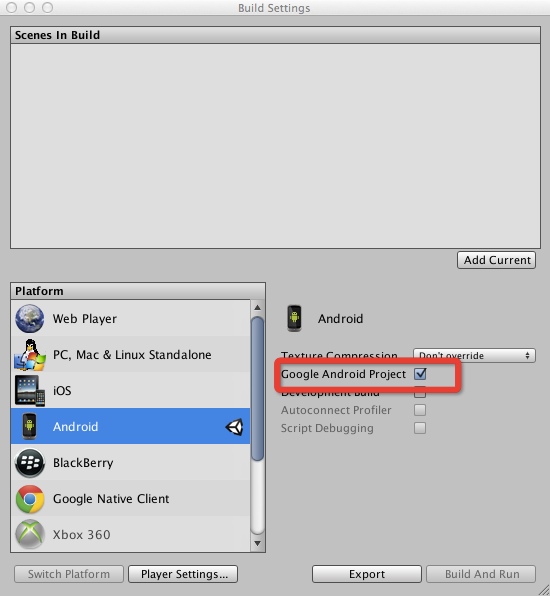 Build Settings
Scenes In Build
Add Current
Platform
Web Player
PC, Mac & Linux Standalone
iOS
Android
BlackBerry
Google Native Client
Xbox 360
Android
Texture Compression Don't override
Google Android Project
Development Build
Autoconnect Profiler
Script Debugging
Switch Platform Player Settings... Export Build And Run